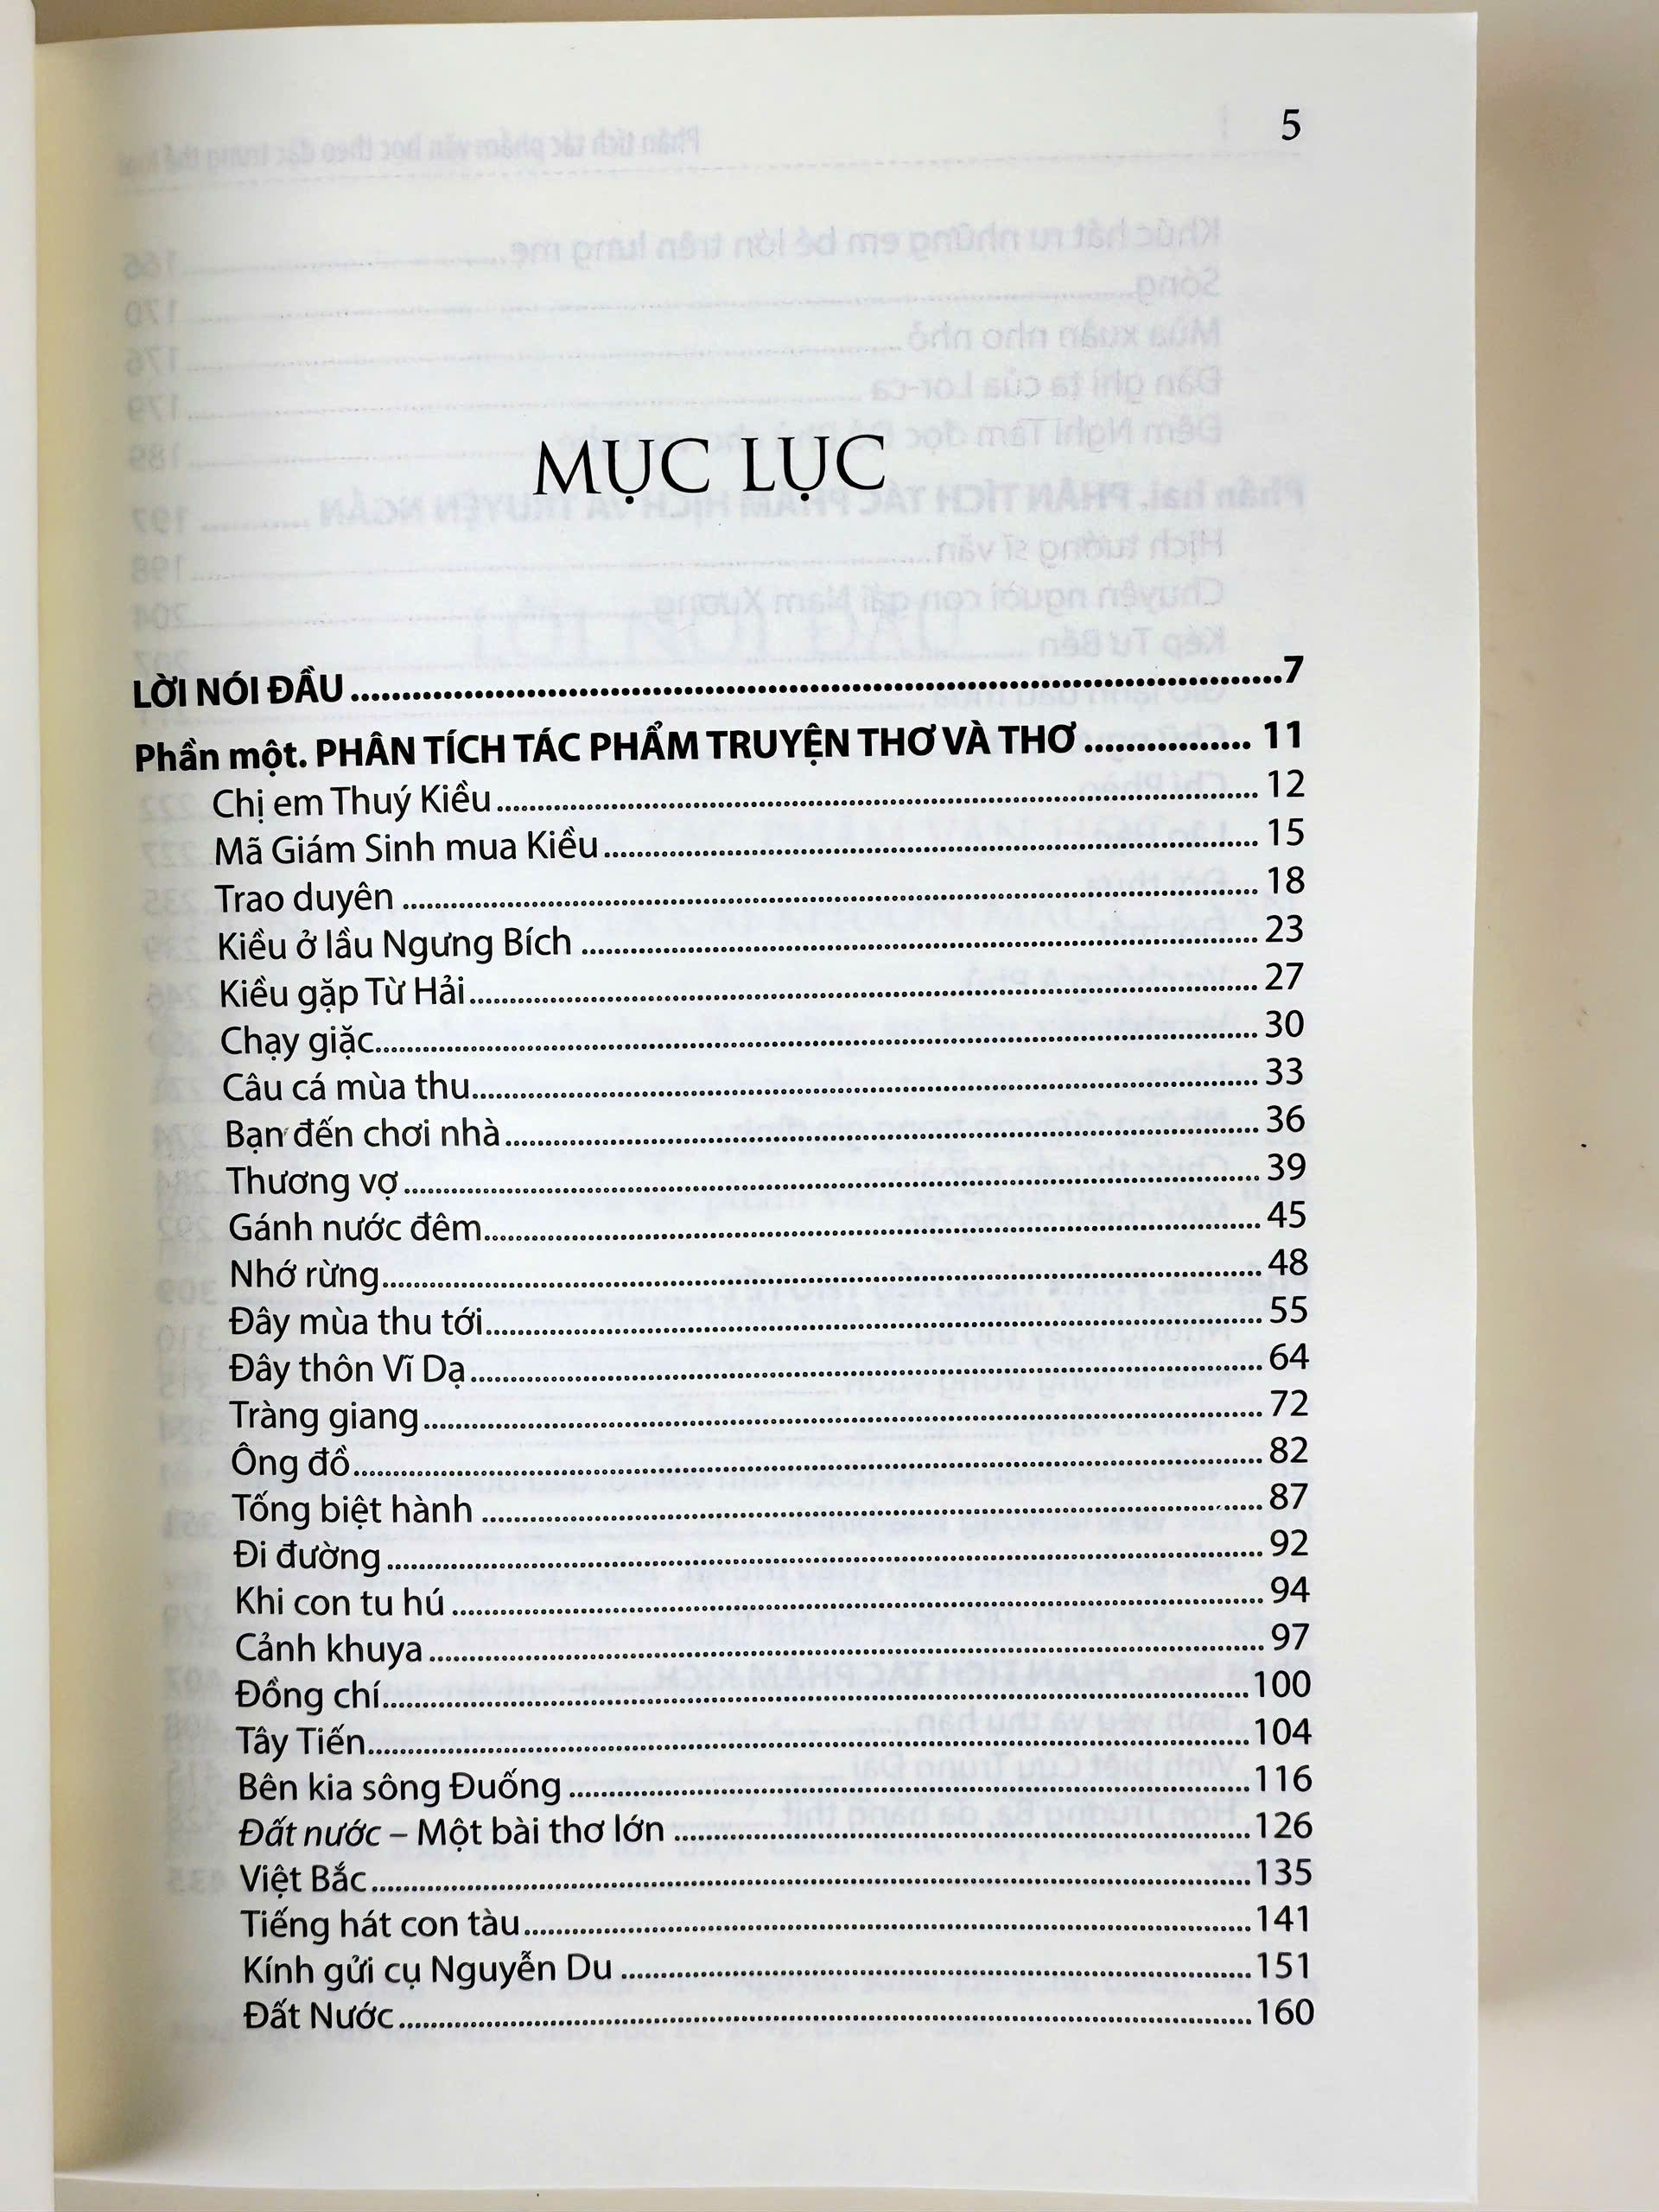 5
MỤC LỤC
LỜI NÓI ĐẦU ........ 7
Phần một. PHÂN TÍCH TÁC PHẨM TRUYỆN THƠ VÀ THƠ ........ 11
Chị em Thuý Kiều ........ 12
Mã Giám Sinh mua Kiều ........ 15
Trao duyên ........ 18
Kiều ở lầu Ngưng Bích ........ 23
Kiều gặp Từ Hải ........ 27
Chạy giặc ........ 30
Câu cá mùa thu ........ 33
Bạn đến chơi nhà ........ 36
Thương vợ ........ 39
Gánh nước đêm ........ 45
Nhớ rừng ........ 48
Đây mùa thu tới ........ 55
Đây thôn Vĩ Dạ ........ 64
Tràng giang ........ 72
Ông đồ ........ 82
Tống biệt hành ........ 87
Đi đường ........ 92
Khi con tu hú ........ 94
Cảnh khuya ........ 97
Đồng chí ........ 100
Tây Tiến ........ 104
Bên kia sông Đuống ........ 116
Đất nước – Một bài thơ lớn ........ 126
Việt Bắc ........ 135
Tiếng hát con tàu ........ 141
Kính gửi cụ Nguyễn Du ........ 151
Đất Nước ........ 160